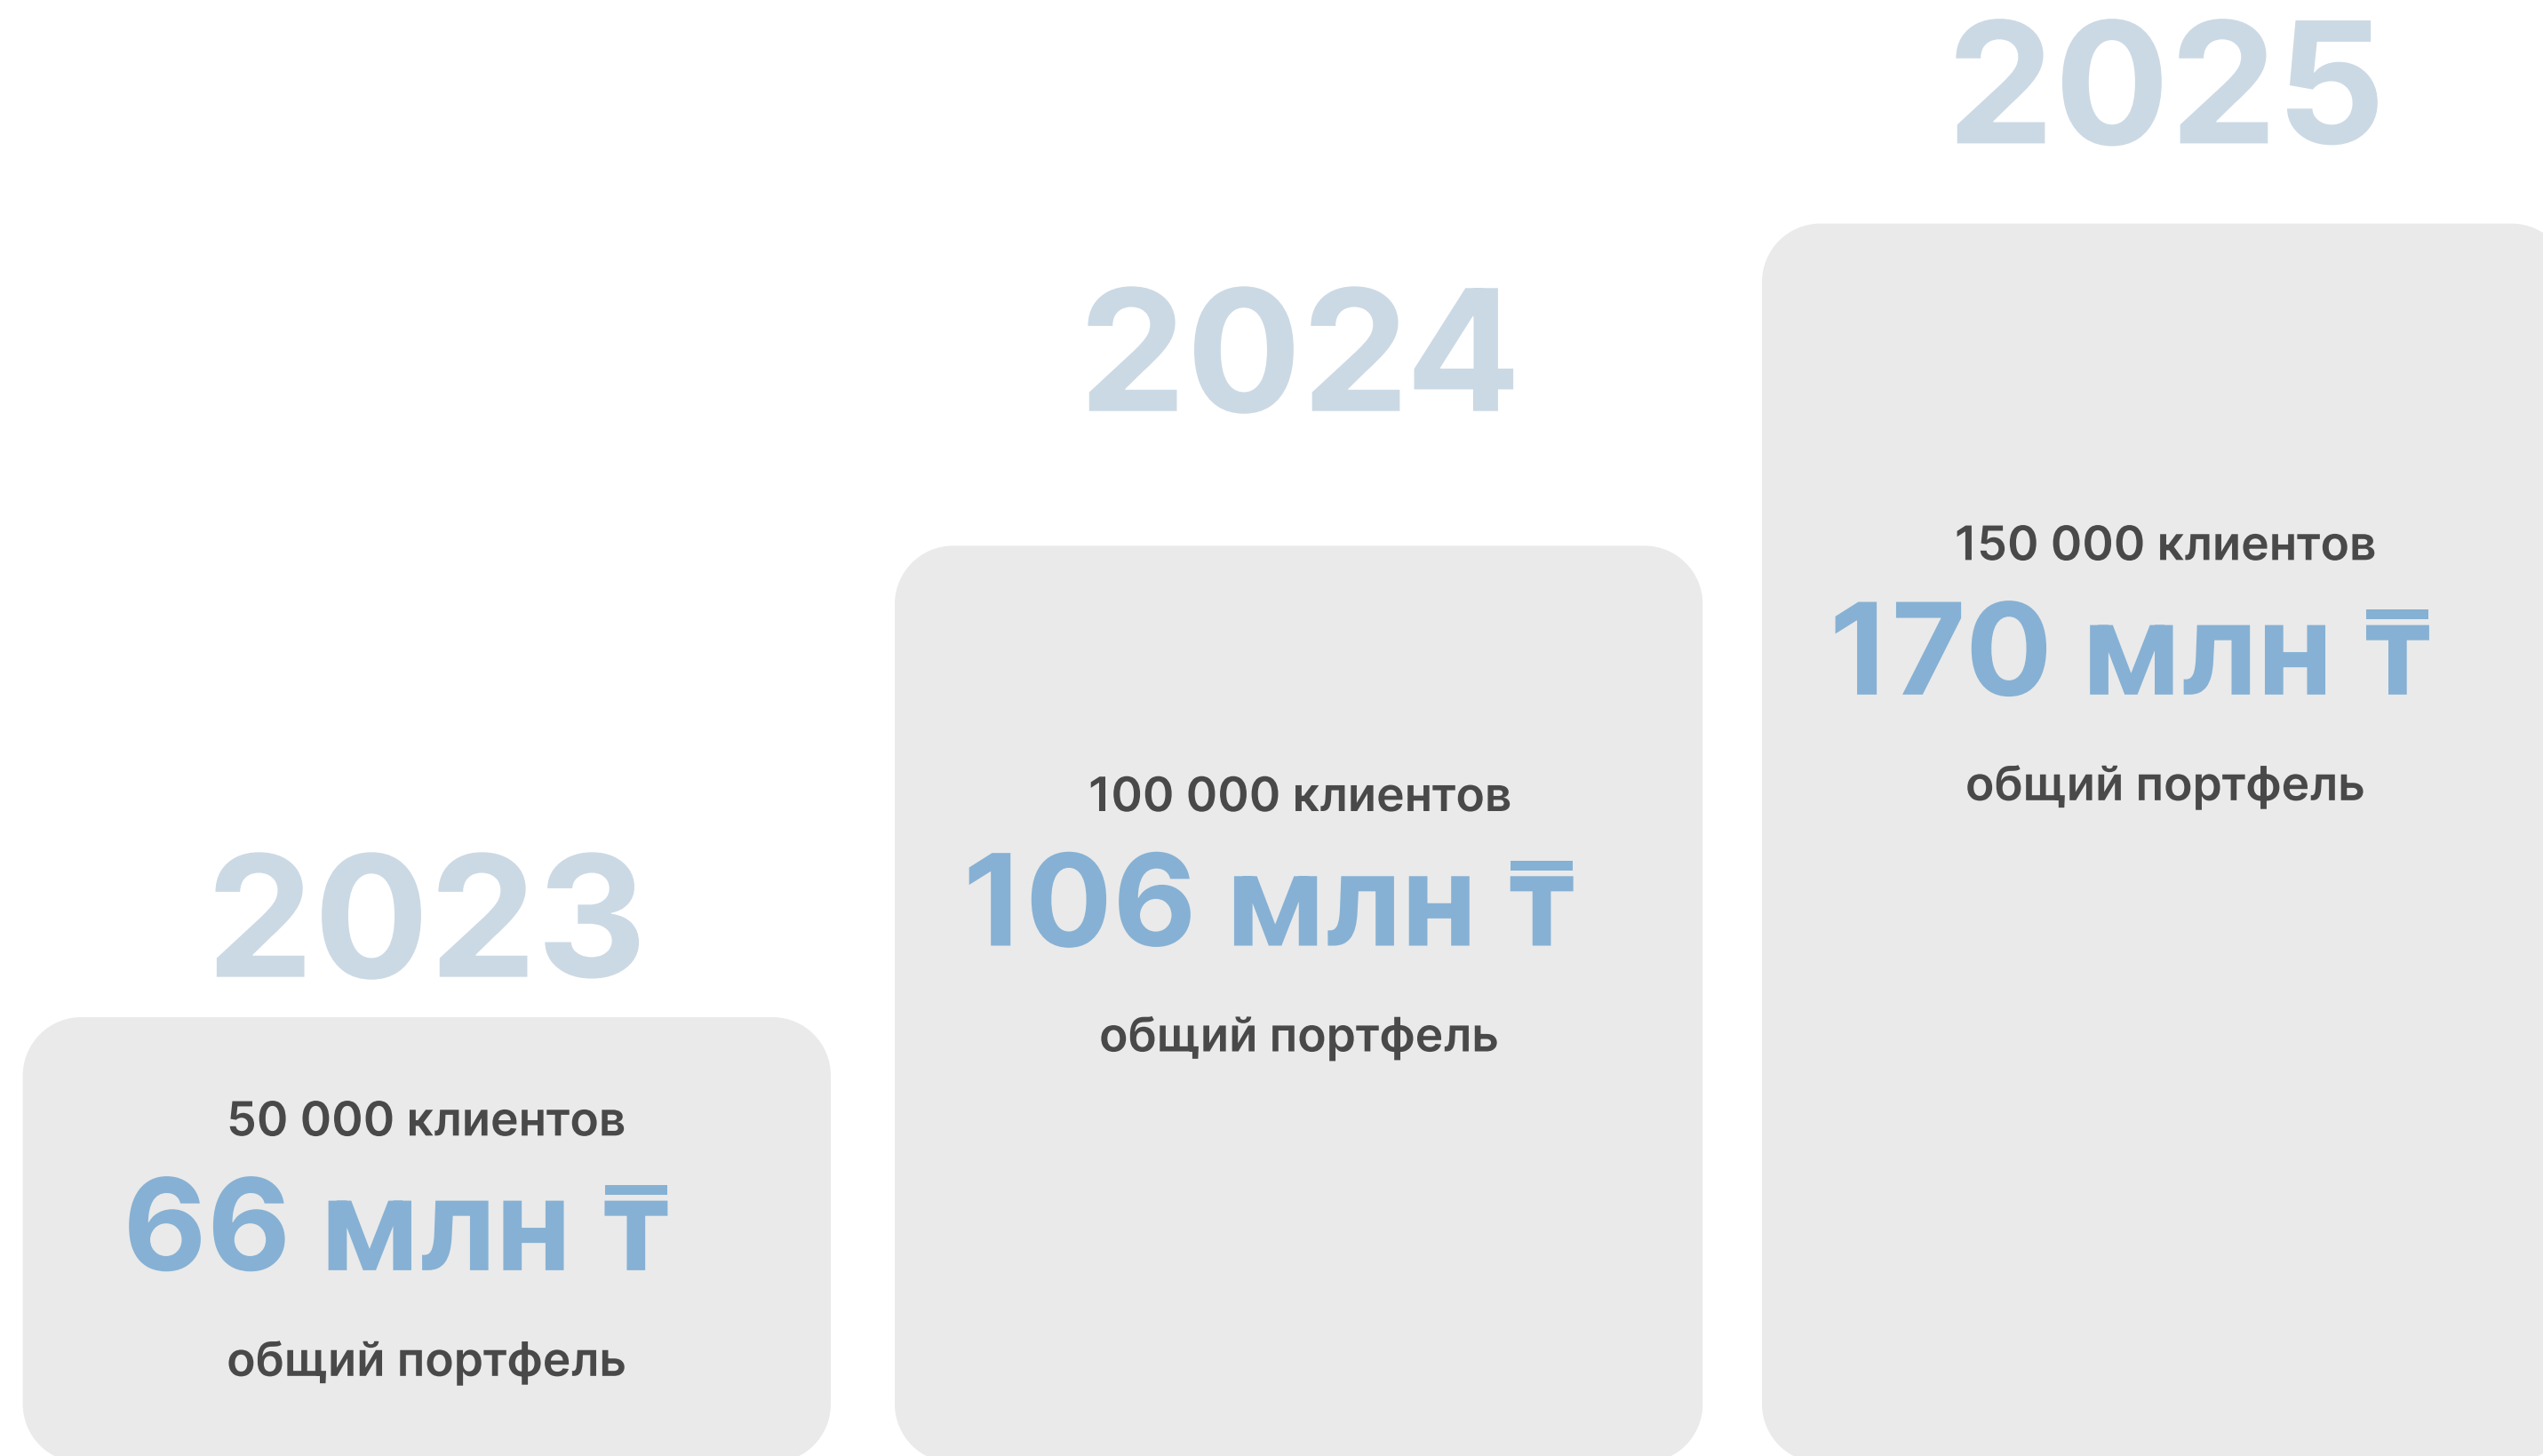 2023
50 000 клиентов
66 млн ₸
общий портфель
2024
100 000 клиентов
106 млн ₸
общий портфель
2025
150 000 клиентов
170 млн ₸
общий портфель